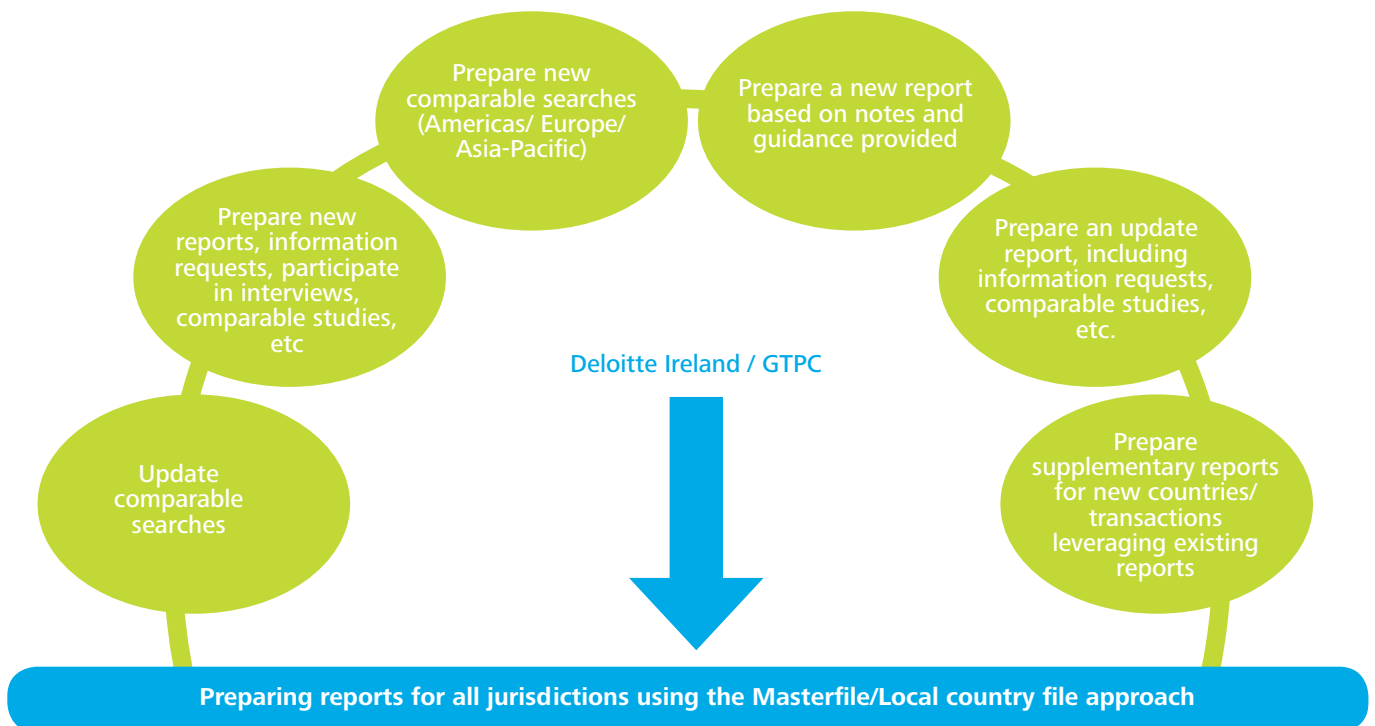 Prepare new
comparable searches
(Americas/ Europe/
Asia-Pacific)
Prepare a new report
based on notes and
guidance provided
Prepare new
reports, information
requests, participate
in interviews,
comparable studies,
etc
Prepare an update
report, including
information requests,
comparable studies,
etc.
Deloitte Ireland / GTPC
Update
comparable
searches
Prepare
supplementary reports
for new countries/
transactions
leveraging existing
reports
Preparing reports for all jurisdictions using the Masterfile/Local country file approach